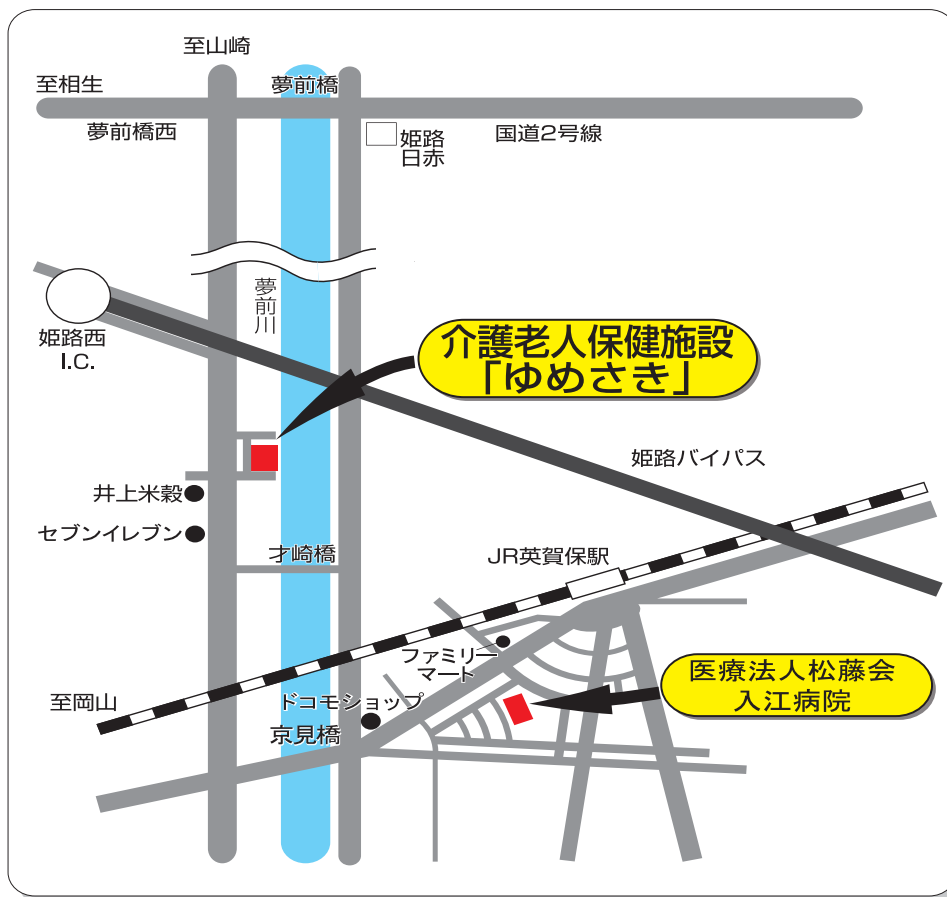 至山崎
至相生
夢前橋
夢前橋西
姫路
日赤
国道2号線
夢前川
姫路西
I.C.
介護老人保健施設
「ゆめさき」
姫路バイパス
井上米穀
セブンイレブン
才崎橋
JR英賀保駅
ファミリー
マート
医療法人松藤会
入江病院
至岡山
ドコモショップ
京見橋